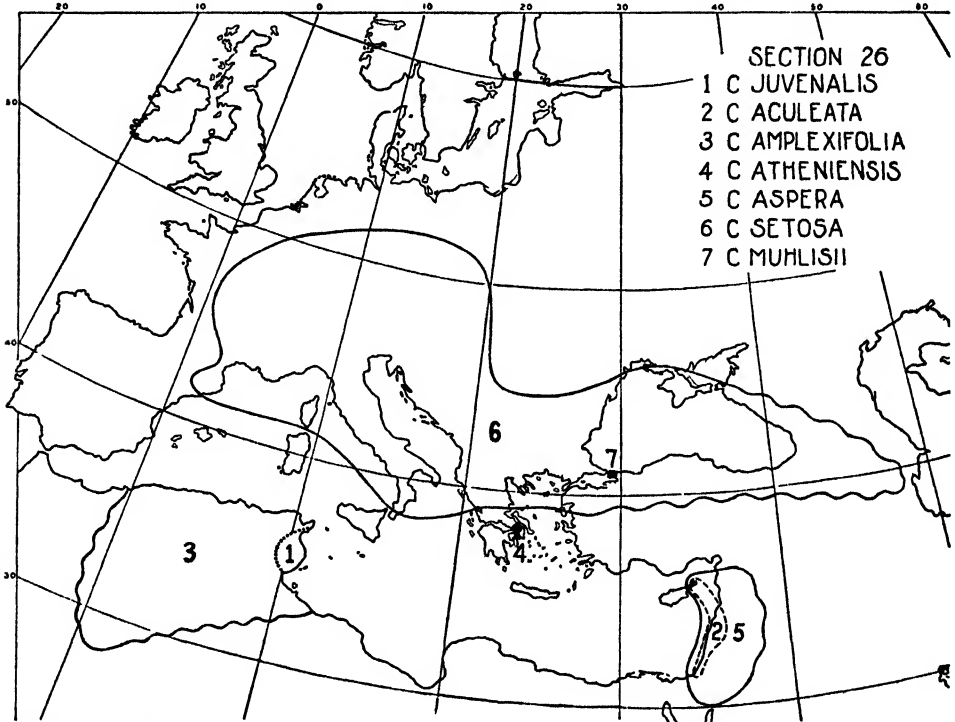 20 10 0 10 20 30 40 50 60
SECTION 26
1 C JUVENALIS
2 C ACULEATA
3 C AMPLEXIFOLIA
4 C ATHENIENSIS
5 C ASPERA
6 C SETOSA
7 C MUHLISII
50
40
6
7
4
3
1
30
2 5